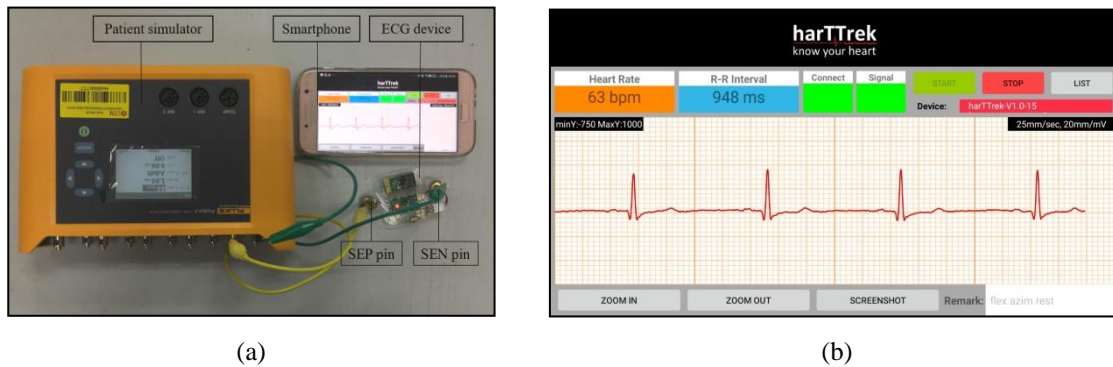 Patient simulator
Smartphone
ECG device
SEP pin
SEN pin
FLUKE
harTTrek
know your heart
Heart Rate
63 bpm
R-R Interval
948 ms
Connect
Signal
START
STOP
LIST
Device:
harTTrek-V1.0-15
minY:-750 MaxY:1000
25mm/sec, 20mm/mV
ZOOM IN
ZOOM OUT
SCREENSHOT
Remark:
flex azim rest
(a)
(b)